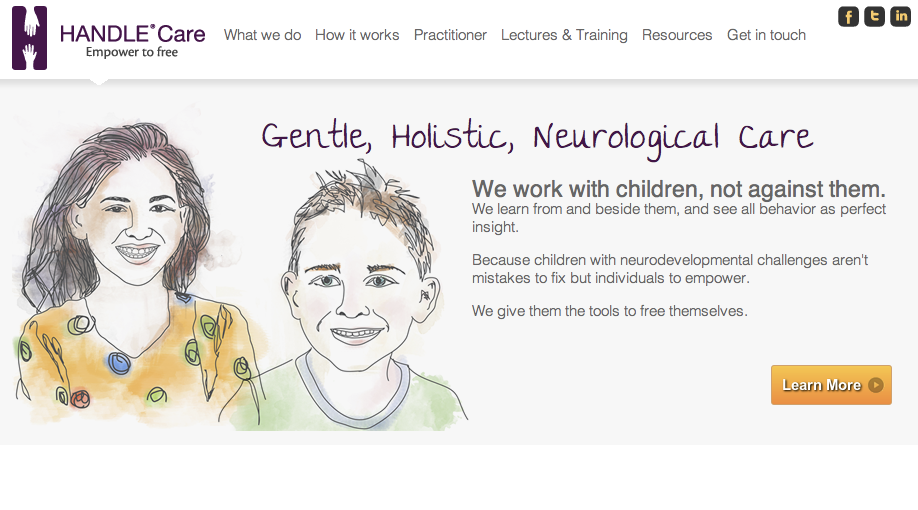 HANDLE® Care
Empower to free
What we do How it works Practitioner Lectures & Training Resources Get in touch
Gentle, Holistic, Neurological Care
We work with children, not against them.
We learn from and beside them, and see all behavior as perfect
insight.
Because children with neurodevelopmental challenges aren't
mistakes to fix but individuals to empower.
We give them the tools to free themselves.
Learn More